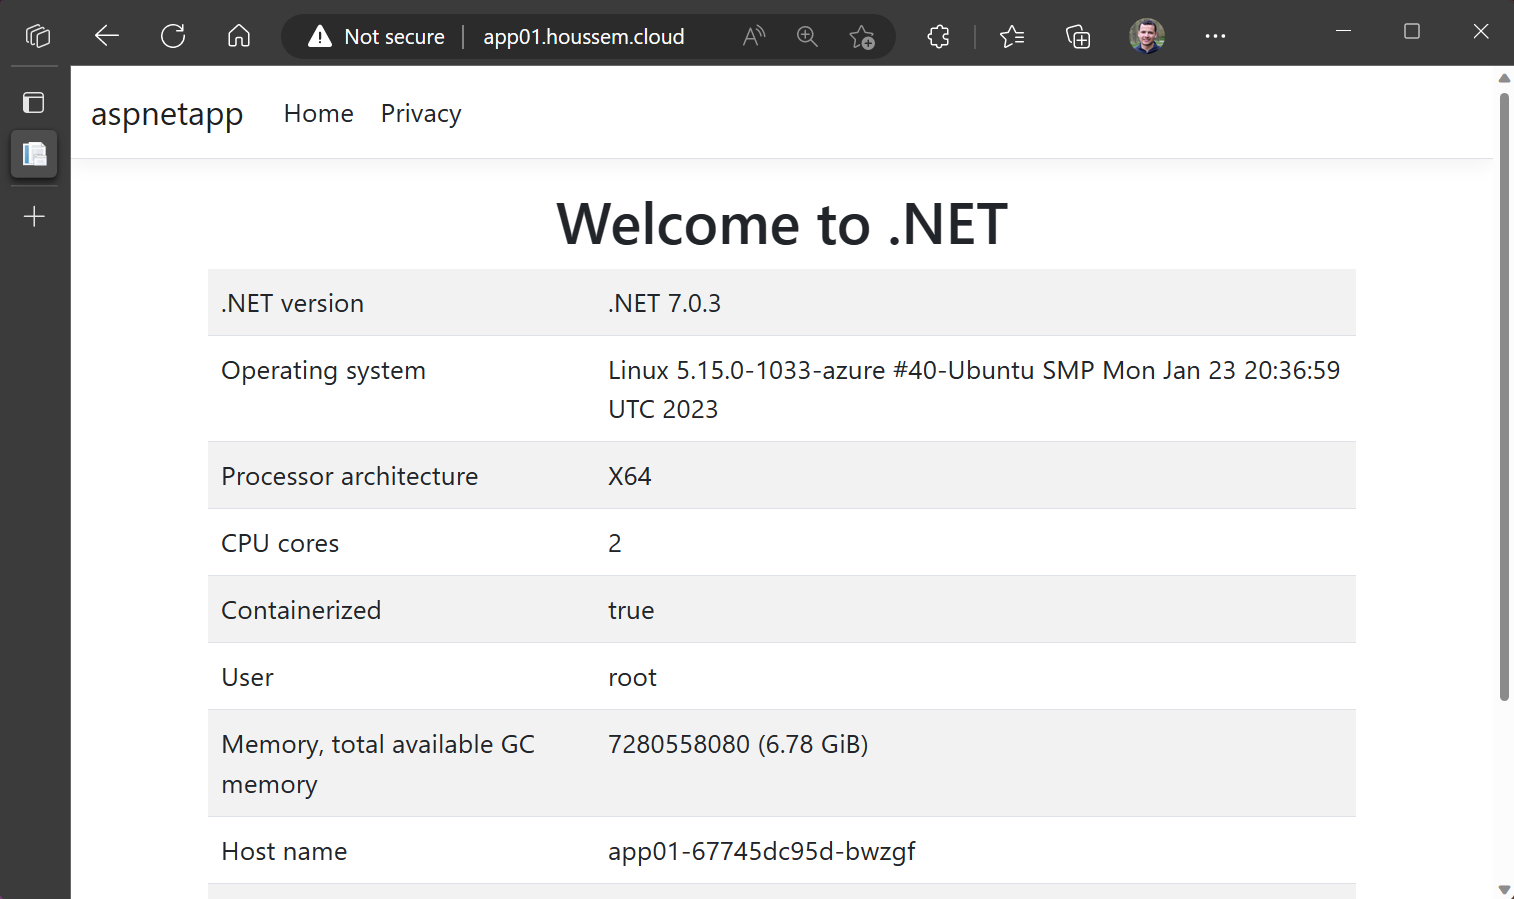 Not secure app01.houssem.cloud
aspnetapp Home Privacy
Welcome to .NET
.NET version .NET 7.0.3
Operating system Linux 5.15.0-1033-azure #40-Ubuntu SMP Mon Jan 23 20:36:59
UTC 2023
Processor architecture X64
CPU cores 2
Containerized true
User root
Memory, total available GC 7280558080 (6.78 GiB)
memory
Host name app01-67745dc95d-bwzgf